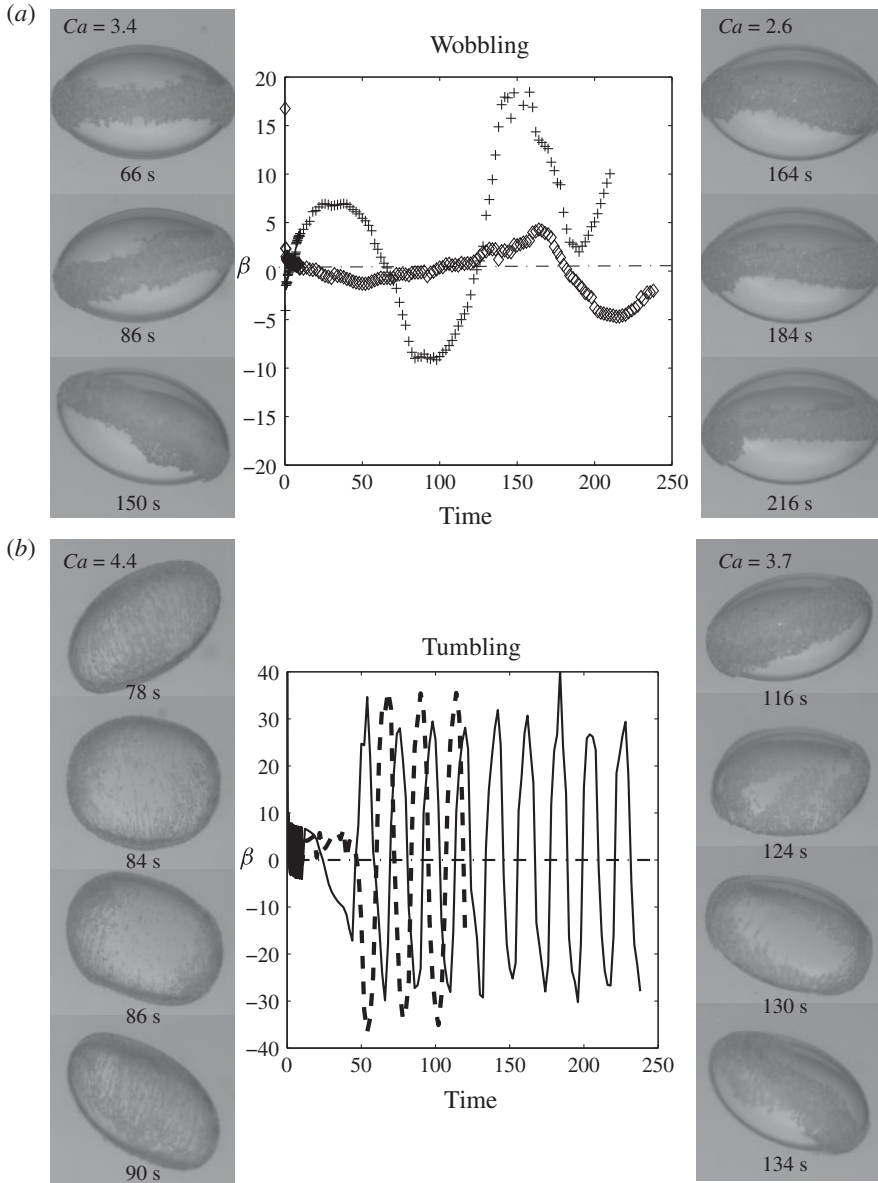 (a)
Ca = 3.4
66 s
86 s
150 s
Wobbling
20
15
10
5
β 0
−5
−10
−15
−20
0 50 100 150 200 250
Time
Ca = 2.6
164 s
184 s
216 s
(b)
Ca = 4.4
78 s
84 s
86 s
90 s
Tumbling
40
30
20
10
β 0
−10
−20
−30
−40
0 50 100 150 200 250
Time
Ca = 3.7
116 s
124 s
130 s
134 s